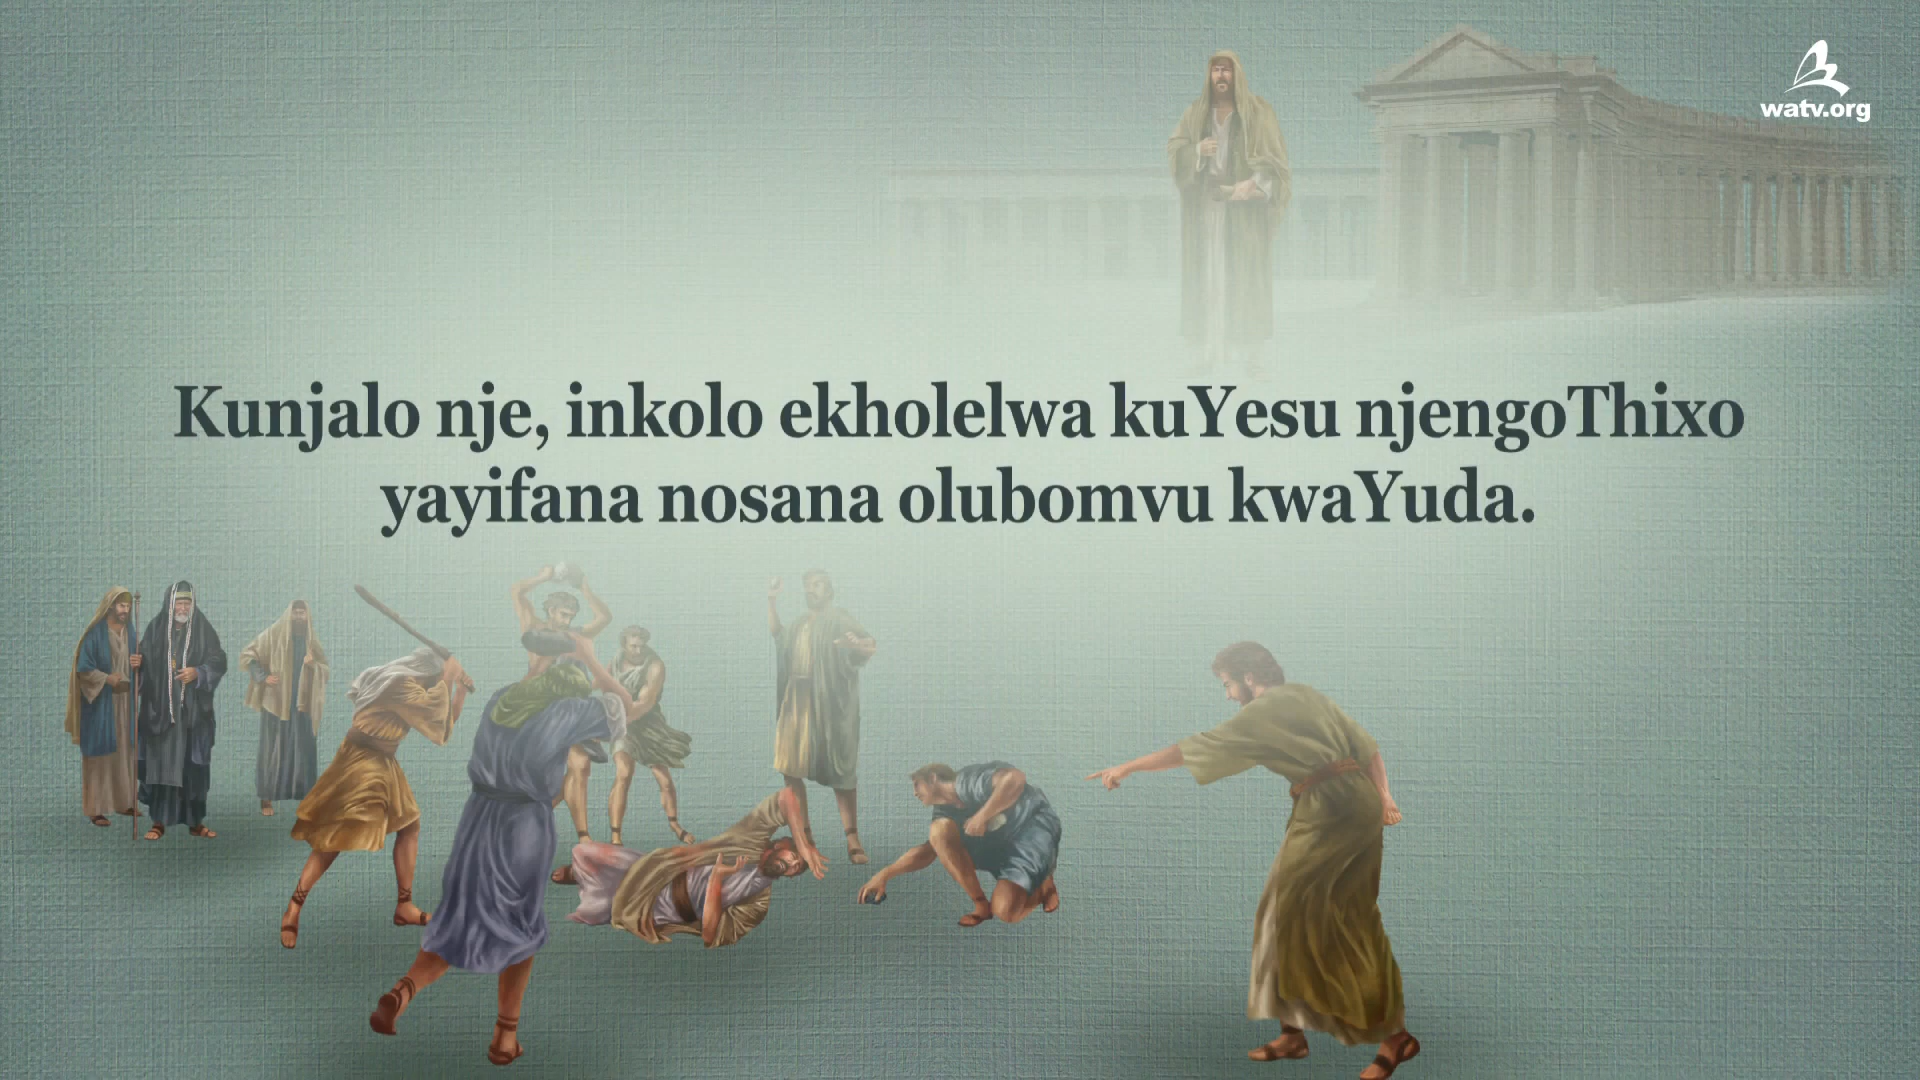 watv.org
Kunjalo nje, inkolo ekholelwa kuYesu njengoThixo
yayifana nosana olubomvu kwaYuda.